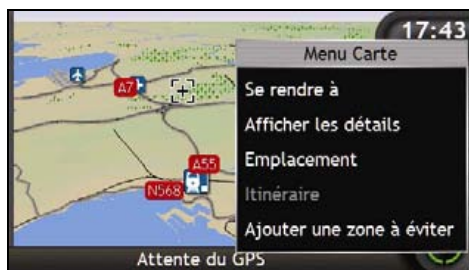 17:43
Menu Carte
Se rendre à
A7
Afficher les détails
Emplacement
A55
N568
Itinéraire
Ajouter une zone à éviter
Attente du GPS